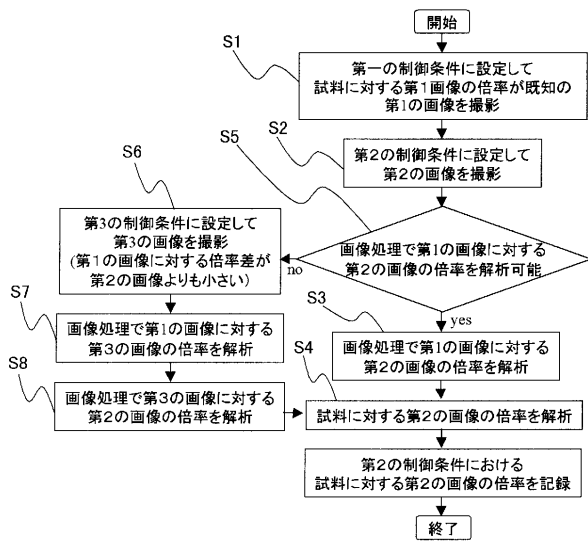 開始
S1
第一の制御条件に設定して
試料に対する第1画像の倍率が既知の
第1の画像を撮影
S2
第2の制御条件に設定して
第2の画像を撮影
S5
画像処理で第1の画像に対する
第2の画像の倍率を解析可能
no
yes
S6
第3の制御条件に設定して
第3の画像を撮影
(第1の画像に対する倍率差が
第2の画像よりも小さい)
S7
画像処理で第1の画像に対する
第3の画像の倍率を解析
S8
画像処理で第3の画像に対する
第2の画像の倍率を解析
S3
画像処理で第1の画像に対する
第2の画像の倍率を解析
S4
試料に対する第2の画像の倍率を解析
第2の制御条件における
試料に対する第2の画像の倍率を記録
終了